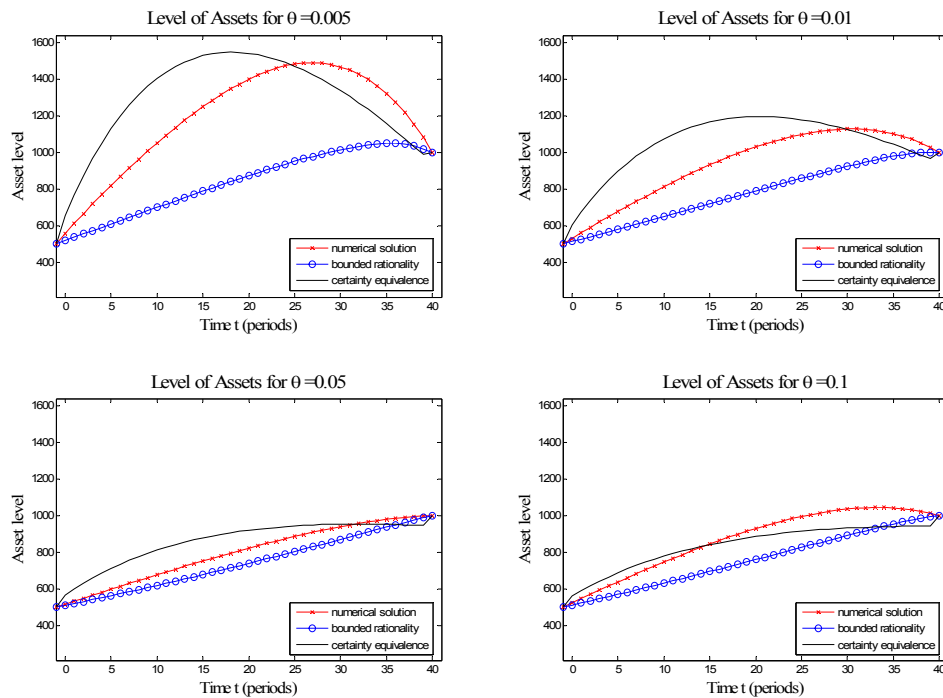 Level of Assets for θ =0.005
1600
1400
1200
1000
800
600
400
Asset level
0 5 10 15 20 25 30 35 40
Time t (periods)
numerical solution
bounded rationality
certainty equivalence
Level of Assets for θ =0.01
1600
1400
1200
1000
800
600
400
Asset level
0 5 10 15 20 25 30 35 40
Time t (periods)
numerical solution
bounded rationality
certainty equivalence
Level of Assets for θ =0.05
1600
1400
1200
1000
800
600
400
Asset level
0 5 10 15 20 25 30 35 40
Time t (periods)
numerical solution
bounded rationality
certainty equivalence
Level of Assets for θ =0.1
1600
1400
1200
1000
800
600
400
Asset level
0 5 10 15 20 25 30 35 40
Time t (periods)
numerical solution
bounded rationality
certainty equivalence